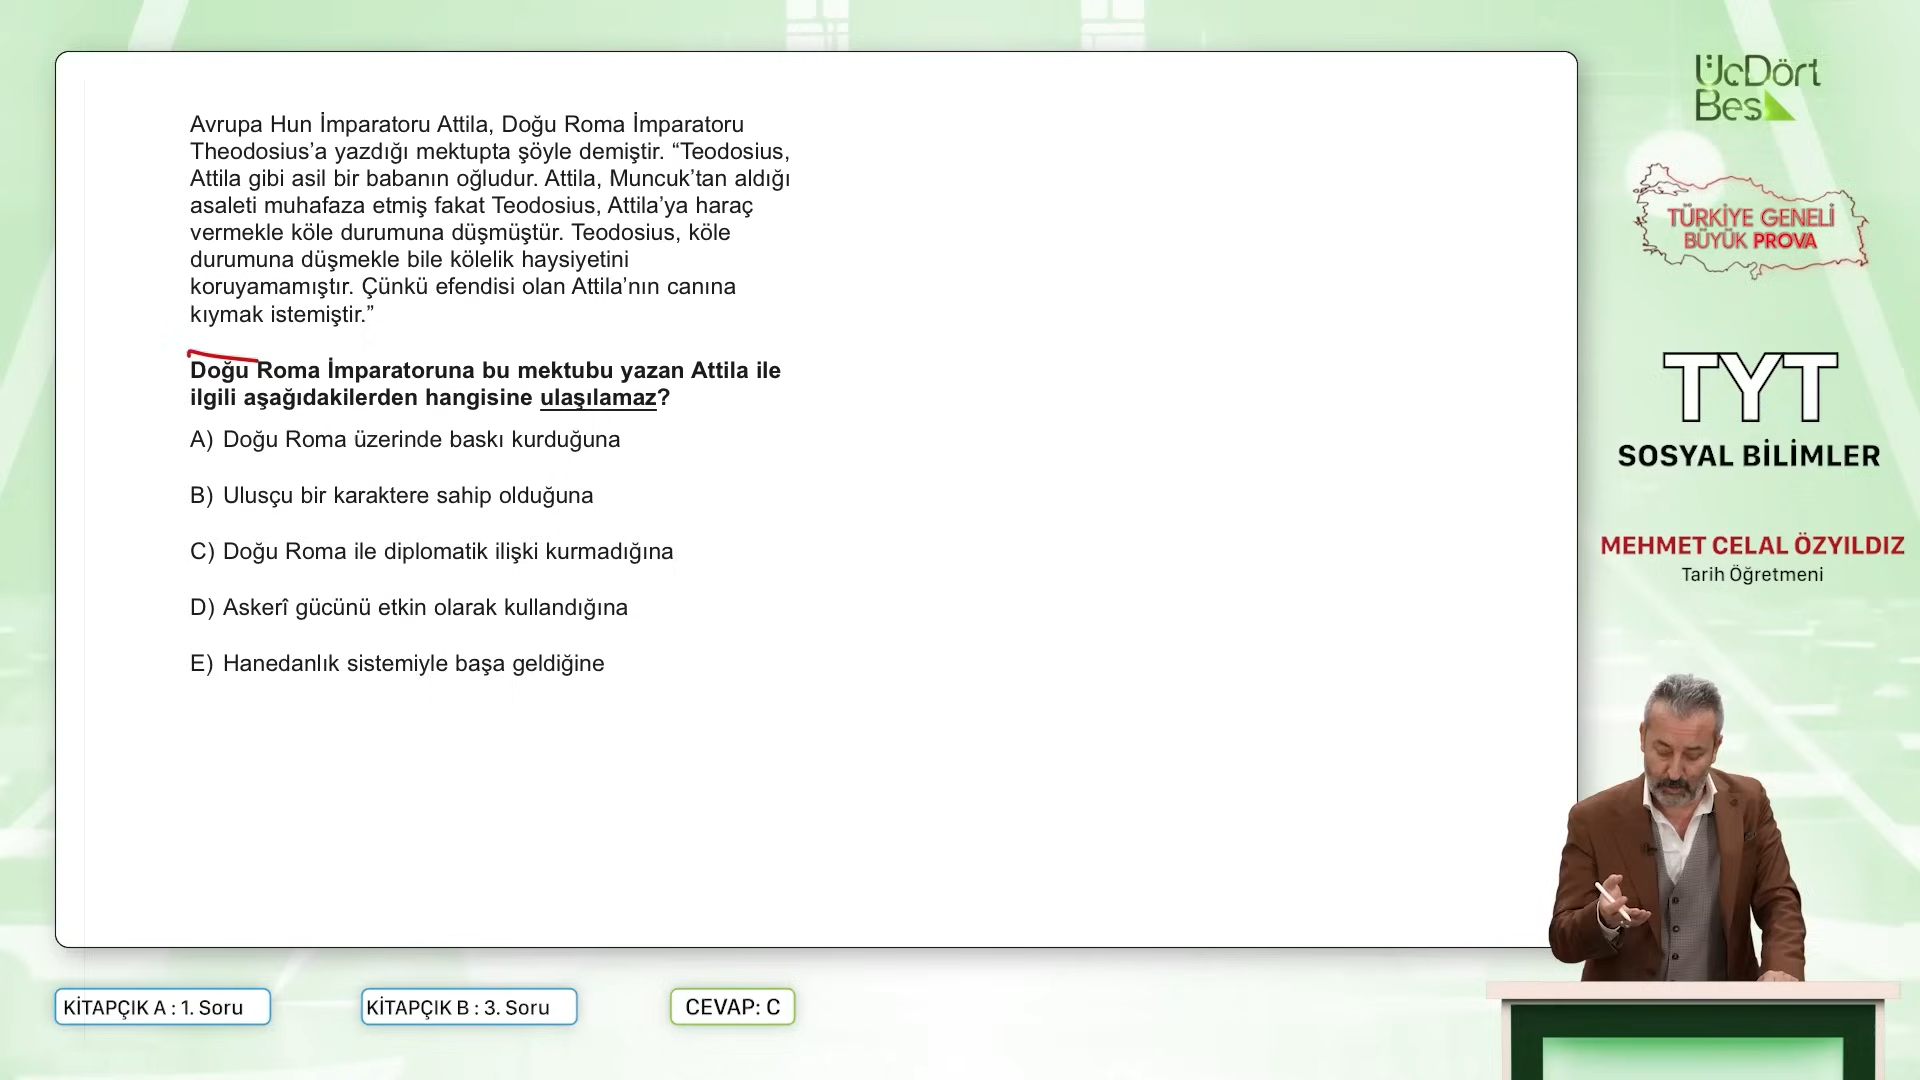 Avrupa Hun İmparatoru Attila, Doğu Roma İmparatoru
Theodosius’a yazdığı mektupta şöyle demiştir. “Teodosius,
Attila gibi asil bir babanın oğludur. Attila, Muncuk’tan aldığı
asaleti muhafaza etmiş fakat Teodosius, Attila’ya haraç
vermekle köle durumuna düşmüştür. Teodosius, köle
durumuna düşmekle bile kölelik haysiyetini
koruyamamıştır. Çünkü efendisi olan Attila’nın canına
kıymak istemiştir.”
Doğu Roma İmparatoruna bu mektubu yazan Attila ile
ilgili aşağıdakilerden hangisine ulaşılamaz?
A) Doğu Roma üzerinde baskı kurduğuna
B) Ulusçu bir karaktere sahip olduğuna
C) Doğu Roma ile diplomatik ilişki kurmadığına
D) Askerî gücünü etkin olarak kullandığına
E) Hanedanlık sistemiyle başa geldiğine
KİTAPÇIK A : 1. Soru
KİTAPÇIK B : 3. Soru
CEVAP: C
ÜçDört
Beş
TÜRKİYE GENELİ
BÜYÜK PROVA
TYT
SOSYAL BİLİMLER
MEHMET CELAL ÖZYILDIZ
Tarih Öğretmeni